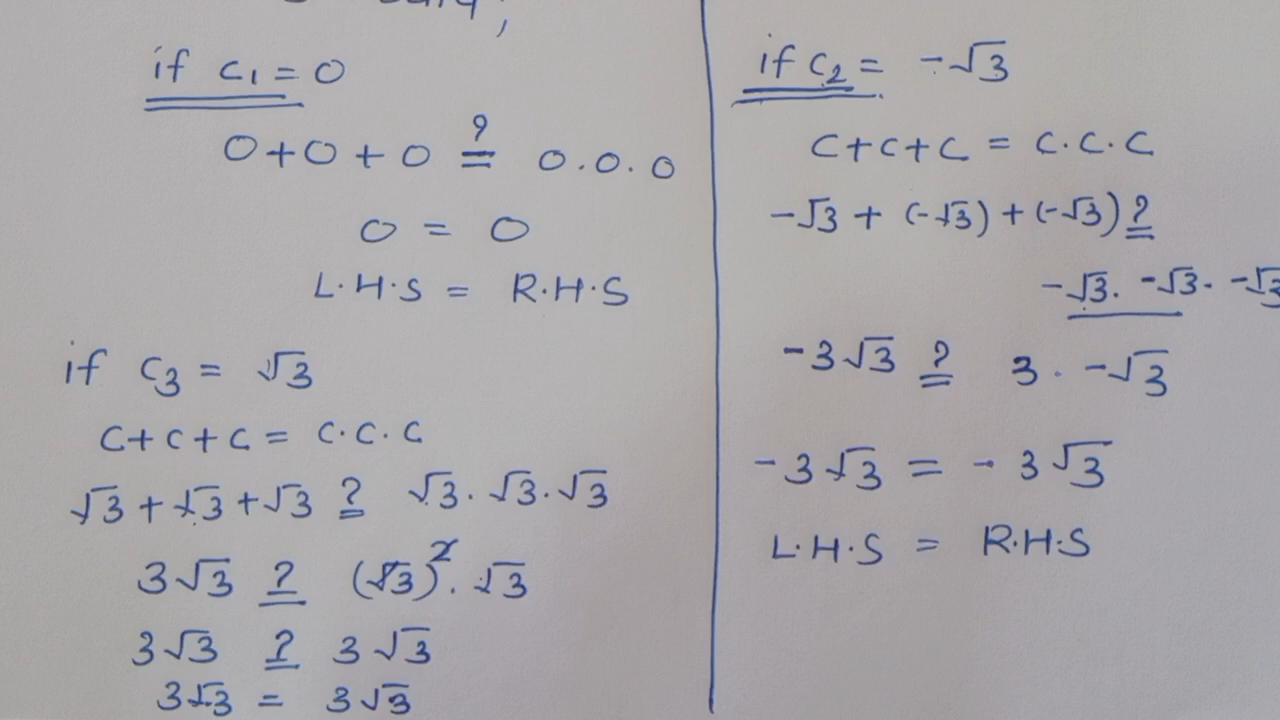 if c₁ = 0
0 + 0 + 0 ≟ 0 . 0 . 0
0 = 0
L.H.S = R.H.S
if c₃ = √3
c + c + c = c . c . c
√3 + √3 + √3 ≟ √3 . √3 . √3
3√3 ≟ (√3)² . √3
3√3 ≟ 3√3
3√3 = 3√3
if c₂ = -√3
c + c + c = c . c . c
-√3 + (-√3) + (-√3) ≟
-√3 . -√3 . -√3
-3√3 ≟ 3 . -√3
-3√3 = -3√3
L.H.S = R.H.S